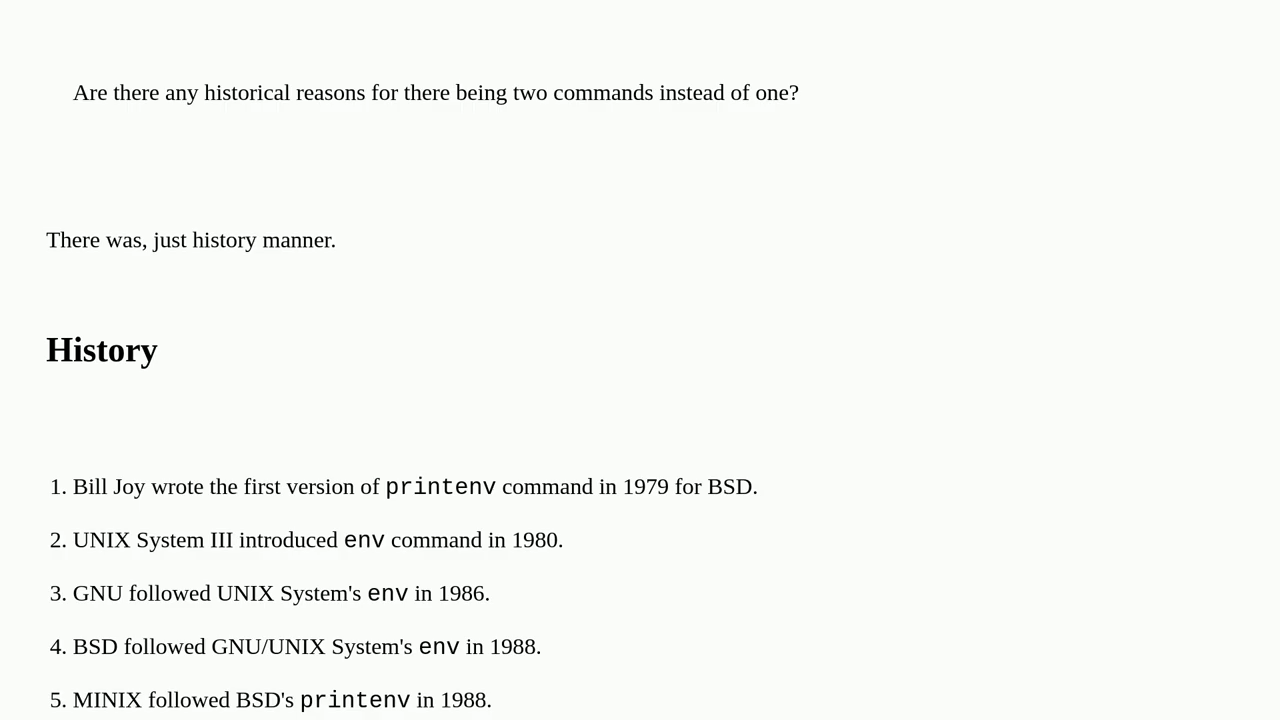 Are there any historical reasons for there being two commands instead of one?
There was, just history manner.
History
1. Bill Joy wrote the first version of printenv command in 1979 for BSD.
2. UNIX System III introduced env command in 1980.
3. GNU followed UNIX System's env in 1986.
4. BSD followed GNU/UNIX System's env in 1988.
5. MINIX followed BSD's printenv in 1988.